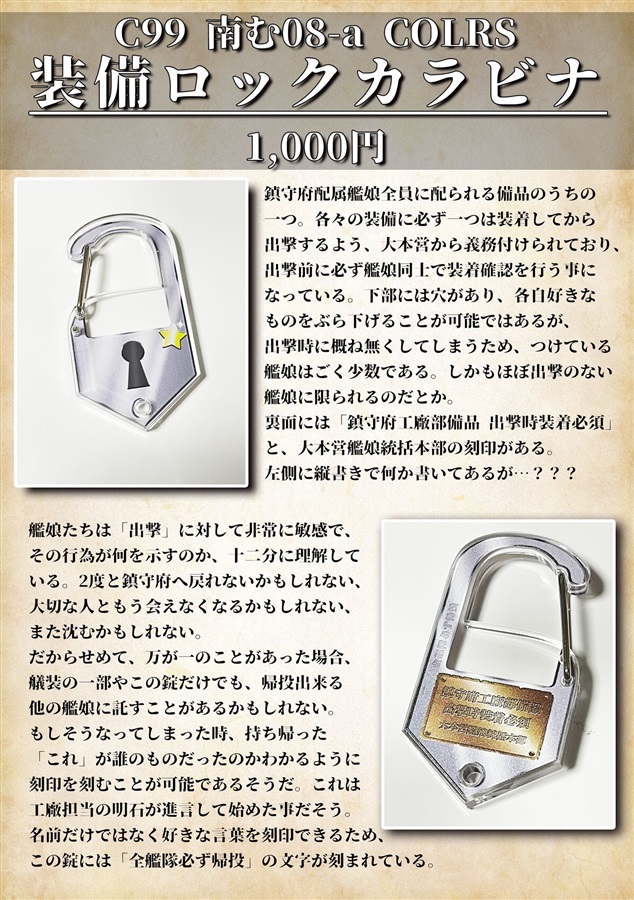 C99 南む08-a COLRS
装備ロックカラビナ
1,000円
鎮守府配属艦娘全員に配られる備品のうちの
一つ。各々の装備に必ず一つは装着してから
出撃するよう、大本営から義務付けられており、
出撃前に必ず艦娘同士で装着確認を行う事に
なっている。下部には穴があり、各自好きな
ものをぶら下げることが可能ではあるが、
出撃時に概ね無くしてしまうため、つけている
艦娘はごく少数である。しかもほぼ出撃のない
艦娘に限られるのだとか。
裏面には「鎮守府工廠部備品 出撃時装着必須」
と、大本営艦娘統括本部の刻印がある。
左側に縦書きで何か書いてあるが…？？？
艦娘たちは「出撃」に対して非常に敏感で、
その行為が何を示すのか、十二分に理解して
いる。2度と鎮守府へ戻れないかもしれない、
大切な人ともう会えなくなるかもしれない、
また沈むかもしれない。
だからせめて、万が一のことがあった場合、
艤装の一部やこの錠だけでも、帰投出来る
他の艦娘に託すことがあるかもしれない。
もしそうなってしまった時、持ち帰った
「これ」が誰のものだったのかわかるように
刻印を刻むことが可能であるそうだ。これは
工廠担当の明石が進言して始めた事だそう。
名前だけではなく好きな言葉を刻印できるため、
この錠には「全艦隊必ず帰投」の文字が刻まれている。
鎮守府工廠部備品
出撃時装着必須
大本営艦娘統括本部